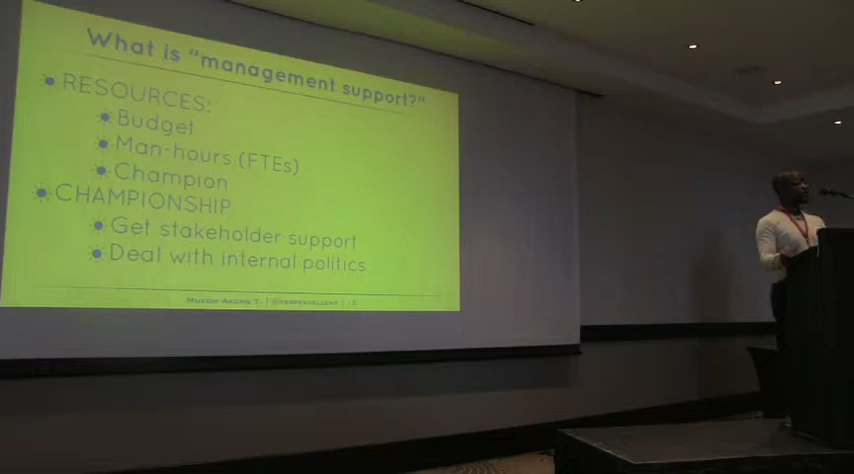 What is "management support?"
RESOURCES:
Budget
Man-hours (FTEs)
Champion
CHAMPIONSHIP
Get stakeholder support
Deal with internal politics